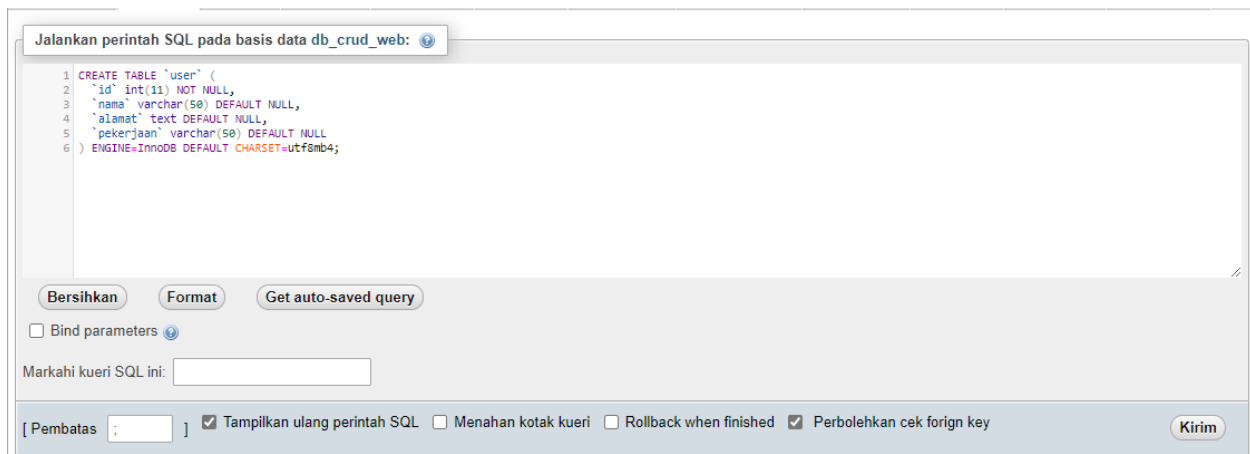 Jalankan perintah SQL pada basis data db_crud_web:
1 CREATE TABLE `user` (
2 `id` int(11) NOT NULL,
3 `nama` varchar(50) DEFAULT NULL,
4 `alamat` text DEFAULT NULL,
5 `pekerjaan` varchar(50) DEFAULT NULL
6 ) ENGINE=InnoDB DEFAULT CHARSET=utf8mb4;
Bersihkan Format Get auto-saved query
Bind parameters
Markahi kueri SQL ini:
[ Pembatas ; ] Tampilkan ulang perintah SQL Menahan kotak kueri Rollback when finished Perbolehkan cek forign key Kirim